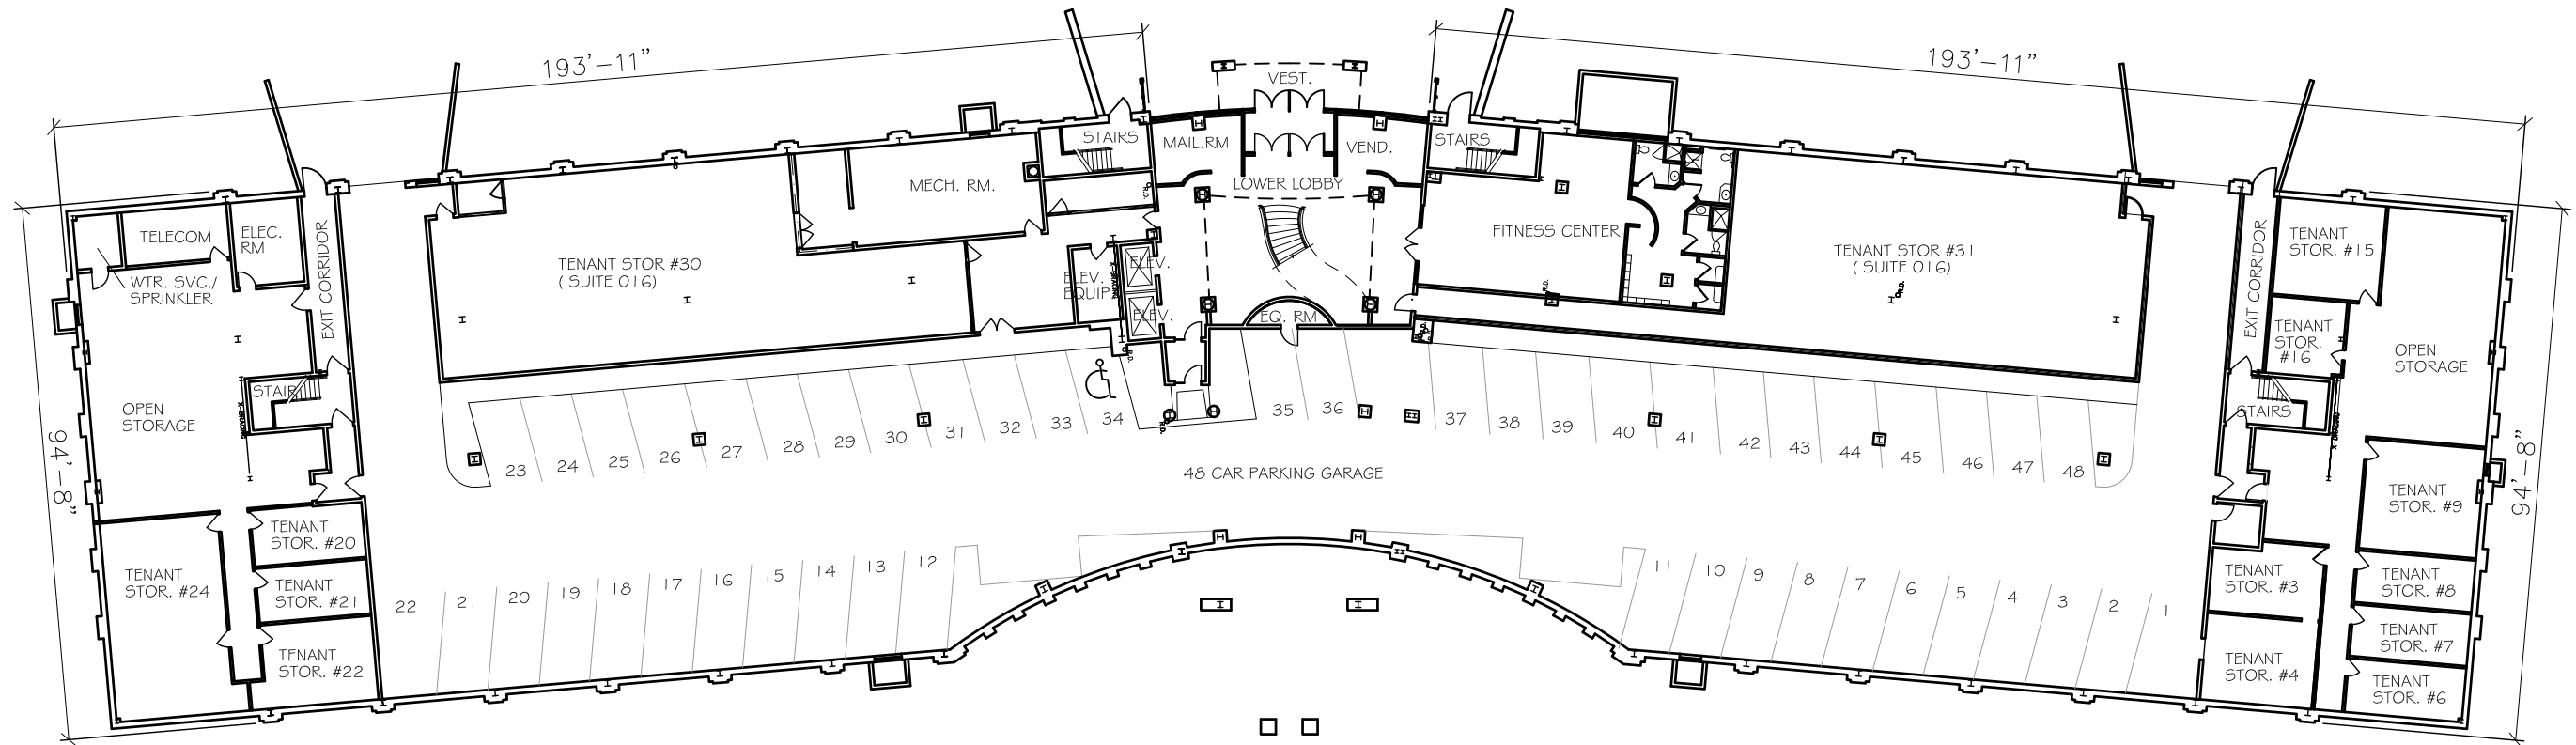 193'-11"
193'-11"
VEST.
STAIRS
MAIL.RM
VEND.
STAIRS
MECH. RM.
LOWER LOBBY
TELECOM
ELEC.
RM
EXIT CORRIDOR
FITNESS CENTER
TENANT STOR #30
( SUITE 016)
TENANT STOR #31
( SUITE 016)
EXIT CORRIDOR
TENANT
STOR. #15
WTR. SVC./
SPRINKLER
ELEV.
EQUIP.
ELEV.
ELEV.
X-BRACING
EQ. RM
R.D.
R.D.
R.D.
R.D.
R.D.
TENANT
STOR.
#16
OPEN
STORAGE
STAIR
X-BRACING
STAIRS
X-BRACING
OPEN
STORAGE
94'-8"
94'-8"
23
24
25
26
27
28
29
30
31
32
33
34
35
36
37
38
39
40
41
42
43
44
45
46
47
48
48 CAR PARKING GARAGE
TENANT
STOR. #9
TENANT
STOR. #20
TENANT
STOR. #24
TENANT
STOR. #21
TENANT
STOR. #22
22
21
20
19
18
17
16
15
14
13
12
11
10
9
8
7
6
5
4
3
2
1
TENANT
STOR. #3
TENANT
STOR. #8
TENANT
STOR. #7
TENANT
STOR. #4
TENANT
STOR. #6